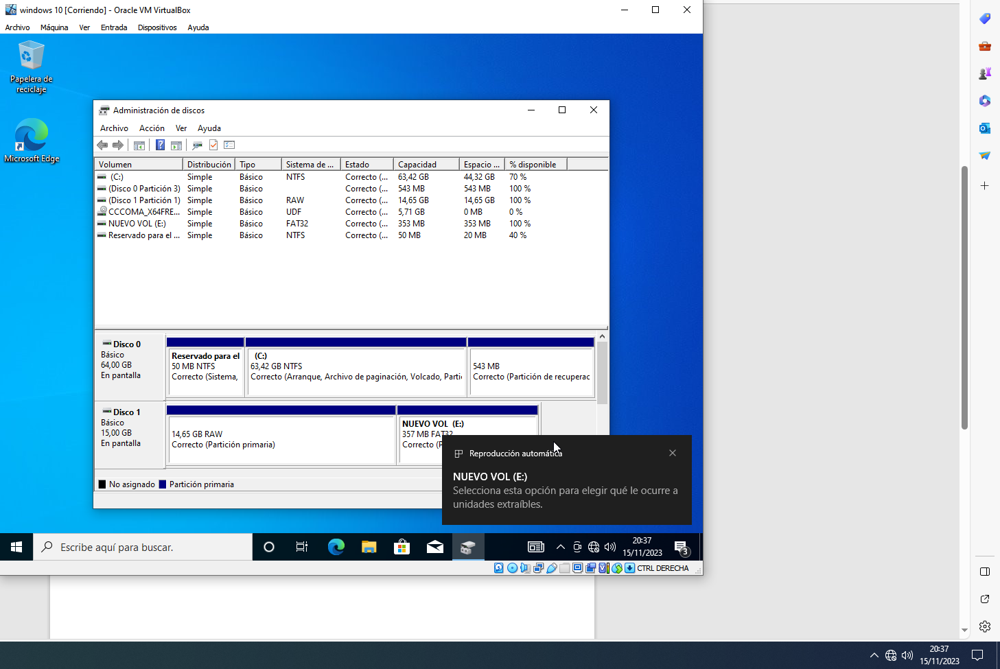 windows 10 [Corriendo] - Oracle VM VirtualBox
Archivo Máquina Ver Entrada Dispositivos Ayuda
Papelera de
reciclaje
Microsoft Edge
Administración de discos
Archivo Acción Ver Ayuda
Volumen Distribución Tipo Sistema de ... Estado Capacidad Espacio ... % disponible
(C:) Simple Básico NTFS Correcto (... 63,42 GB 44,32 GB 70 %
(Disco 0 Partición 3) Simple Básico Correcto (... 543 MB 543 MB 100 %
(Disco 1 Partición 1) Simple Básico RAW Correcto (... 14,65 GB 14,65 GB 100 %
CCCOMA_X64FRE... Simple Básico UDF Correcto (... 5,71 GB 0 MB 0 %
NUEVO VOL (E:) Simple Básico FAT32 Correcto (... 353 MB 353 MB 100 %
Reservado para el ... Simple Básico NTFS Correcto (... 50 MB 20 MB 40 %
Disco 0
Básico
64,00 GB
En pantalla
Reservado para el
50 MB NTFS
Correcto (Sistema,
(C:)
63,42 GB NTFS
Correcto (Arranque, Archivo de paginación, Volcado, Parti
543 MB
Correcto (Partición de recuperac
Disco 1
Básico
15,00 GB
En pantalla
14,65 GB RAW
Correcto (Partición primaria)
NUEVO VOL (E:)
357 MB FAT32
Correcto (P
No asignado Partición primaria
Reproducción automática
NUEVO VOL (E:)
Selecciona esta opción para elegir qué le ocurre a
unidades extraíbles.
Escribe aquí para buscar.
20:37
15/11/2023
3
CTRL DERECHA
20:37
15/11/2023